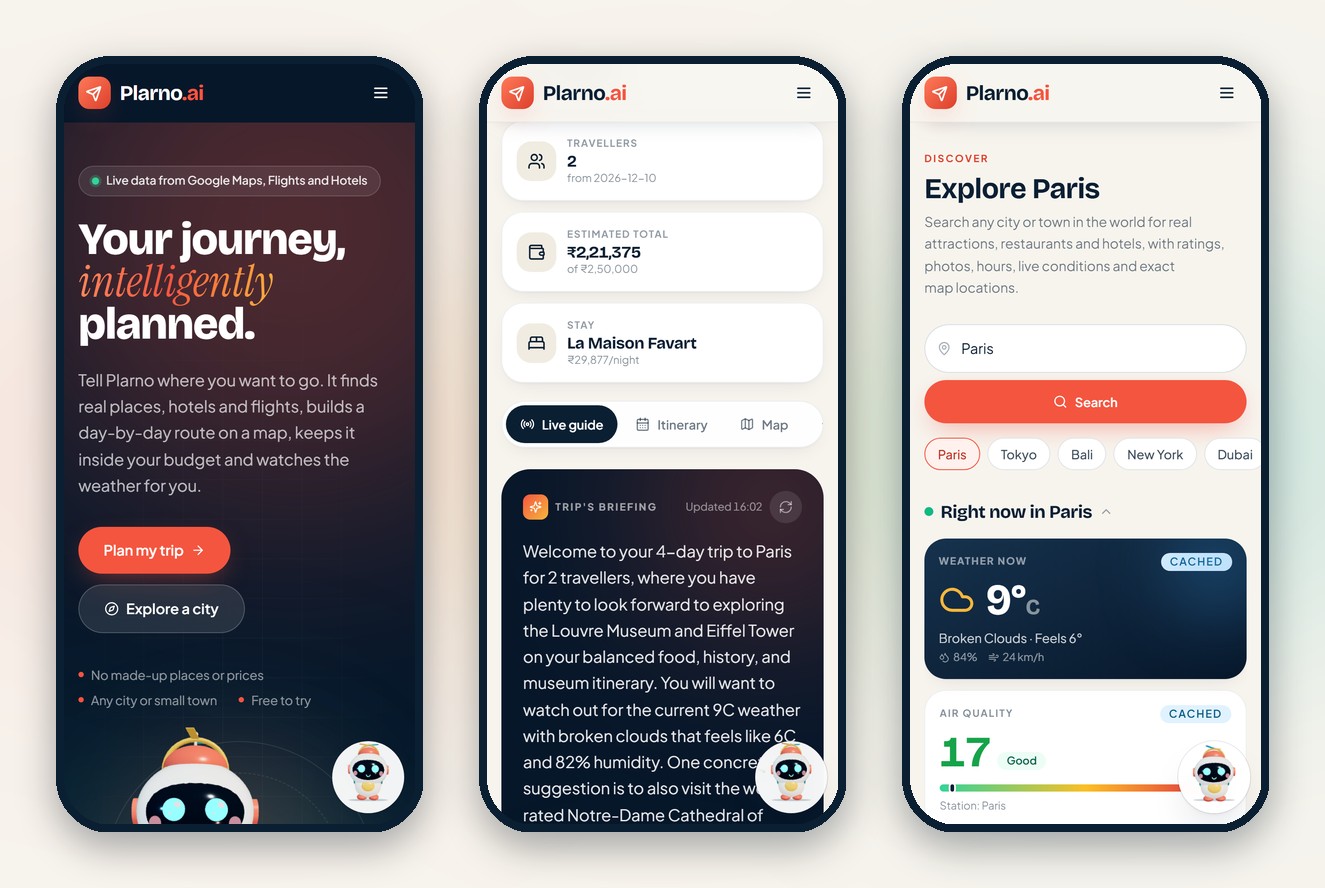 Plarno.ai
Live data from Google Maps, Flights and Hotels
Your journey,
intelligently
planned.
Tell Plarno where you want to go. It finds
real places, hotels and flights, builds a
day-by-day route on a map, keeps it
inside your budget and watches the
weather for you.
Plan my trip
Explore a city
No made-up places or prices
Any city or small town
Free to try
Plarno.ai
TRAVELLERS
2
from 2026-12-10
ESTIMATED TOTAL
₹2,21,375
of ₹2,50,000
STAY
La Maison Favart
₹29,877/night
Live guide
Itinerary
Map
TRIP'S BRIEFING
Updated 16:02
Welcome to your 4-day trip to Paris
for 2 travellers, where you have
plenty to look forward to exploring
the Louvre Museum and Eiffel Tower
on your balanced food, history, and
museum itinerary. You will want to
watch out for the current 9C weather
with broken clouds that feels like 6C
and 82% humidity. One
suggestion is to also visit the
rated Notre-Dame Cathedral of
Plarno.ai
DISCOVER
Explore Paris
Search any city or town in the world for real
attractions, restaurants and hotels, with ratings,
photos, hours, live conditions and exact
map locations.
Paris
Search
Paris
Tokyo
Bali
New York
Dubai
Right now in Paris
WEATHER NOW
CACHED
9°C
Broken Clouds · Feels 6°
84%
24 km/h
AIR QUALITY
CACHED
17
Good
Station: Paris